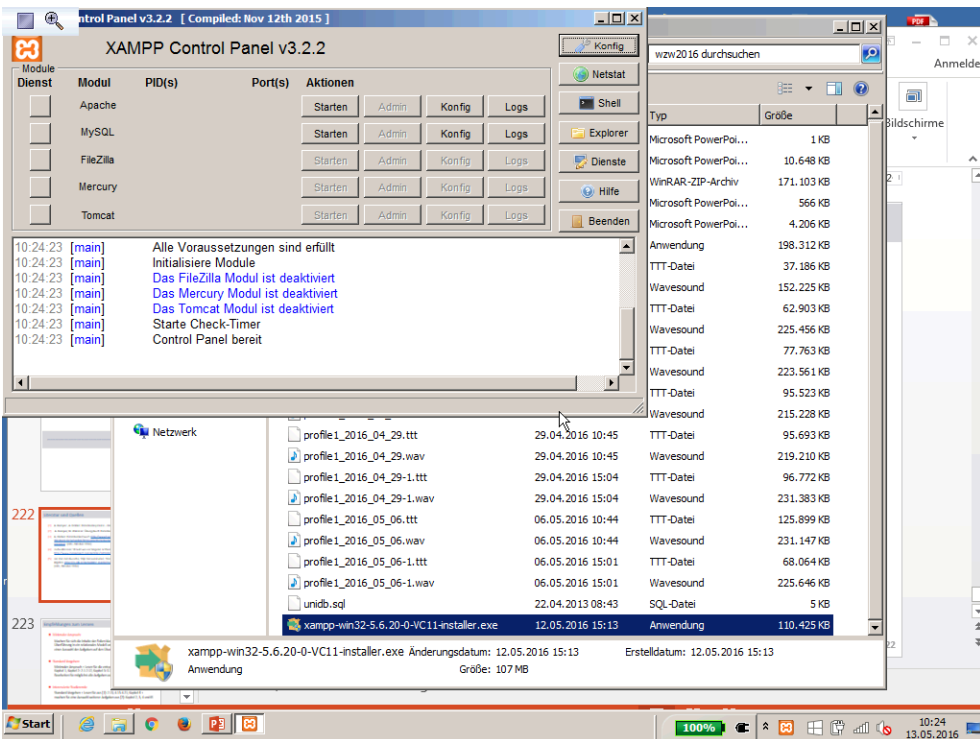 ntrol Panel v3.2.2 [ Compiled: Nov 12th 2015 ]
XAMPP Control Panel v3.2.2
Konfig
Module
Dienst Modul PID(s) Port(s) Aktionen
Netstat
Apache Starten Admin Konfig Logs
Shell
MySQL Starten Admin Konfig Logs
Explorer
FileZilla Starten Admin Konfig Logs
Dienste
Mercury Starten Admin Konfig Logs
Hilfe
Tomcat Starten Admin Konfig Logs
Beenden
10:24:23 [main] Alle Voraussetzungen sind erfüllt
10:24:23 [main] Initialisiere Module
10:24:23 [main] Das FileZilla Modul ist deaktiviert
10:24:23 [main] Das Mercury Modul ist deaktiviert
10:24:23 [main] Das Tomcat Modul ist deaktiviert
10:24:23 [main] Starte Check-Timer
10:24:23 [main] Control Panel bereit
wzw2016 durchsuchen
PDF
Anmelde
Bildschirme
Typ Größe
Microsoft PowerPoi... 1 KB
Microsoft PowerPoi... 10.648 KB
WinRAR-ZIP-Archiv 171.103 KB
Microsoft PowerPoi... 566 KB
Microsoft PowerPoi... 4.206 KB
Anwendung 198.312 KB
TTT-Datei 37.186 KB
Wavesound 152.225 KB
TTT-Datei 62.903 KB
Wavesound 225.456 KB
TTT-Datei 77.763 KB
Wavesound 223.561 KB
TTT-Datei 95.523 KB
Wavesound 215.228 KB
Netzwerk
profile1_2016_04_29.ttt 29.04.2016 10:45 TTT-Datei 95.693 KB
profile1_2016_04_29.wav 29.04.2016 10:45 Wavesound 219.210 KB
profile1_2016_04_29-1.ttt 29.04.2016 15:04 TTT-Datei 96.772 KB
profile1_2016_04_29-1.wav 29.04.2016 15:04 Wavesound 231.383 KB
profile1_2016_05_06.ttt 06.05.2016 10:44 TTT-Datei 125.899 KB
profile1_2016_05_06.wav 06.05.2016 10:44 Wavesound 231.147 KB
profile1_2016_05_06-1.ttt 06.05.2016 15:01 TTT-Datei 68.064 KB
profile1_2016_05_06-1.wav 06.05.2016 15:01 Wavesound 225.646 KB
unidb.sql 22.04.2013 08:43 SQL-Datei 5 KB
xampp-win32-5.6.20-0-VC11-installer.exe 12.05.2016 15:13 Anwendung 110.425 KB
xampp-win32-5.6.20-0-VC11-installer.exe Änderungsdatum: 12.05.2016 15:13 Erstelldatum: 12.05.2016 15:13
Anwendung Größe: 107 MB
222
223
Start
100%
10:24
13.05.2016